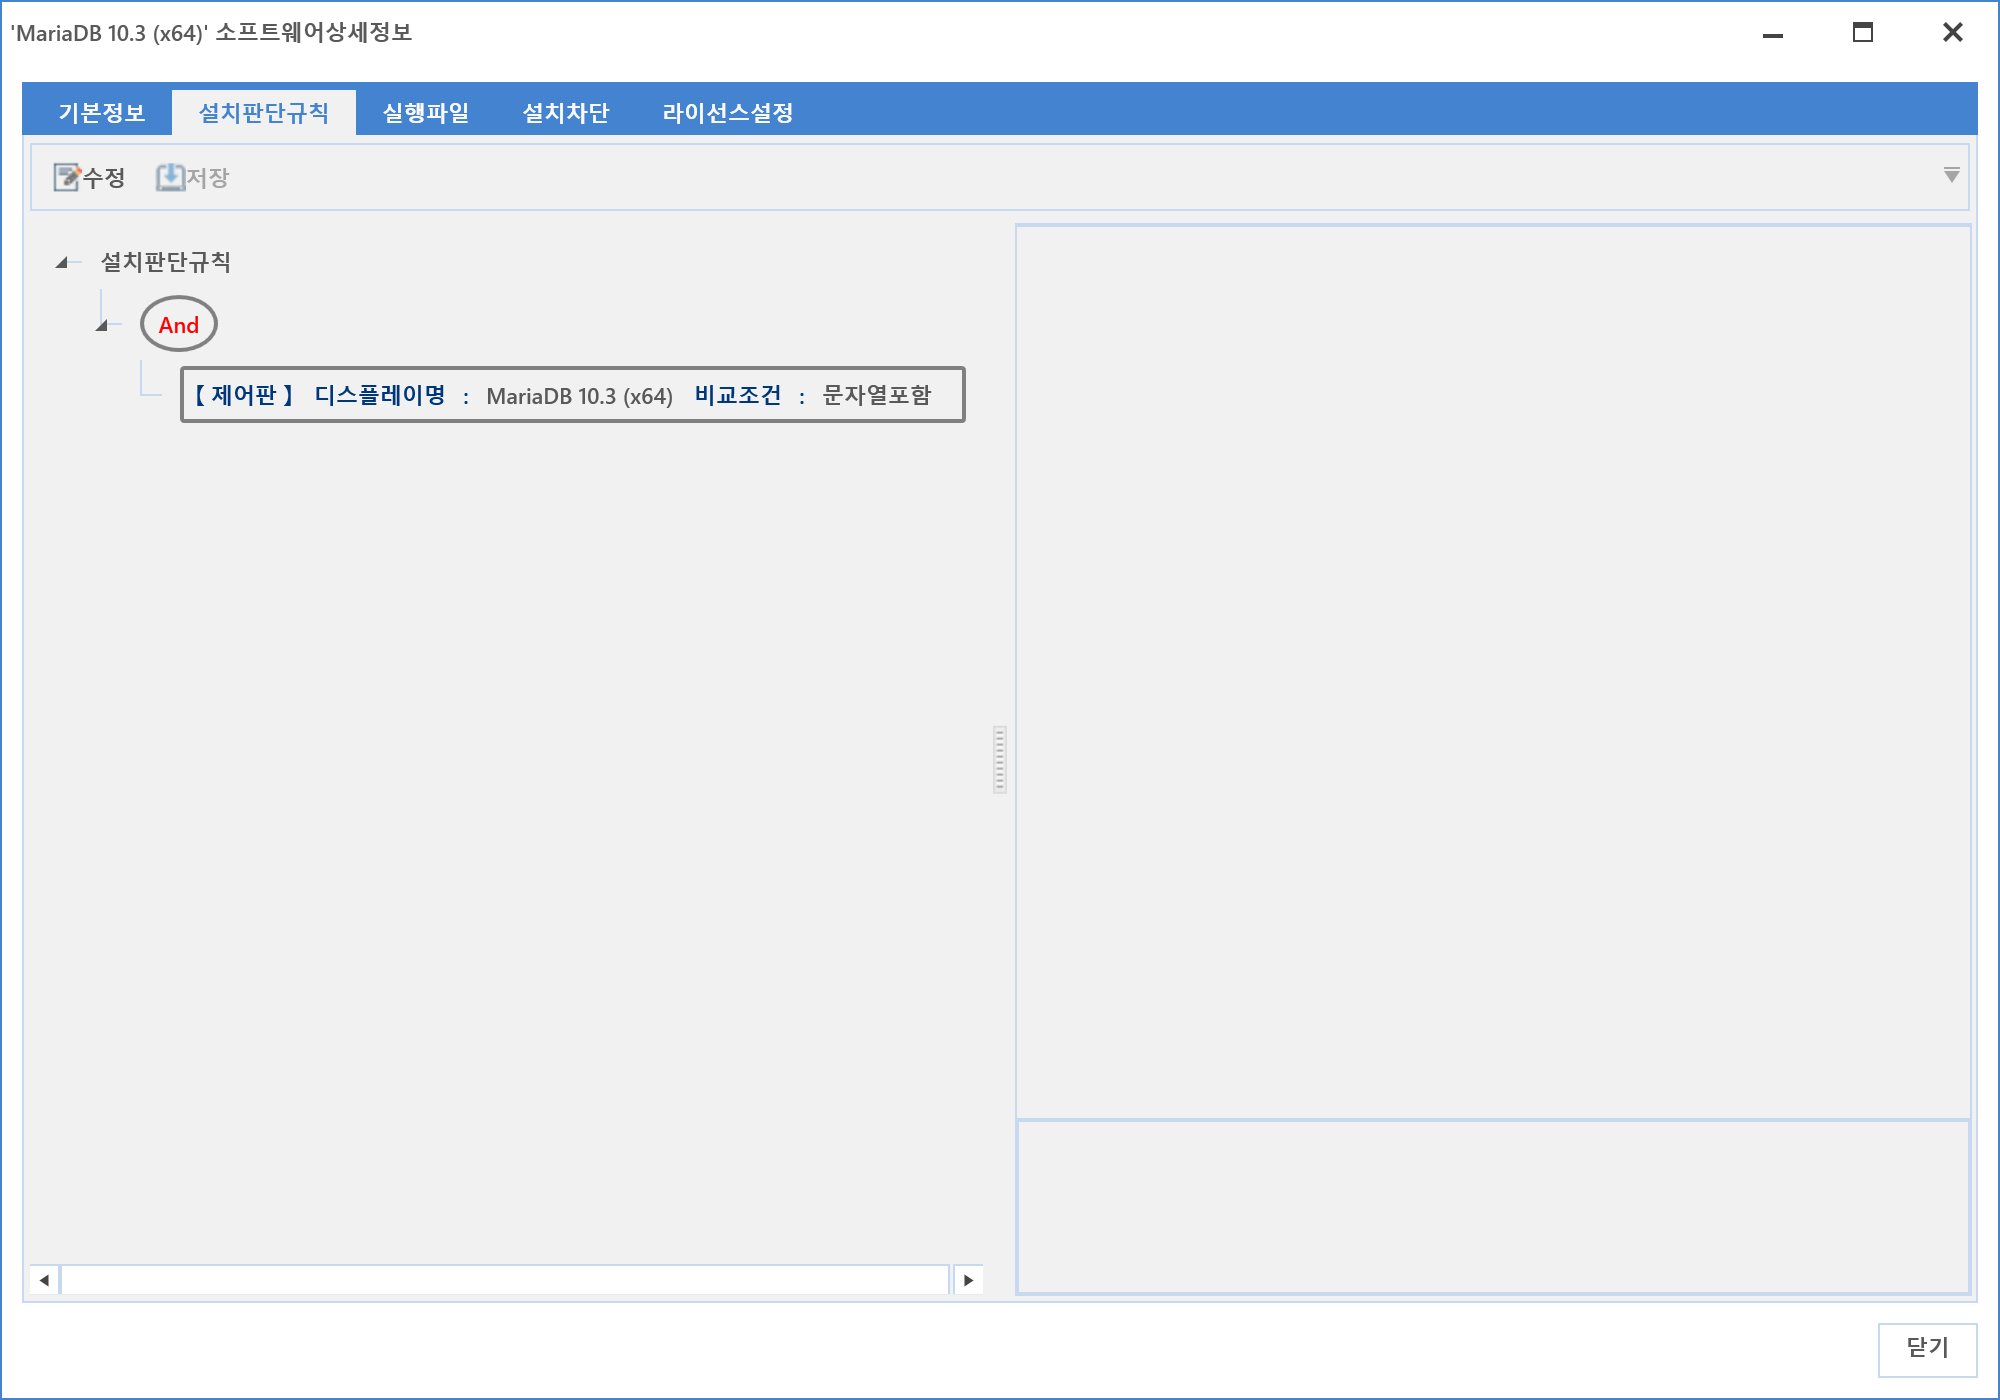 'MariaDB 10.3 (x64)' 소프트웨어상세정보
기본정보 설치판단규칙 실행파일 설치차단 라이선스설정
수정 저장
설치판단규칙
And
【 제어판 】 디스플레이명 : MariaDB 10.3 (x64) 비교조건 : 문자열포함
닫기